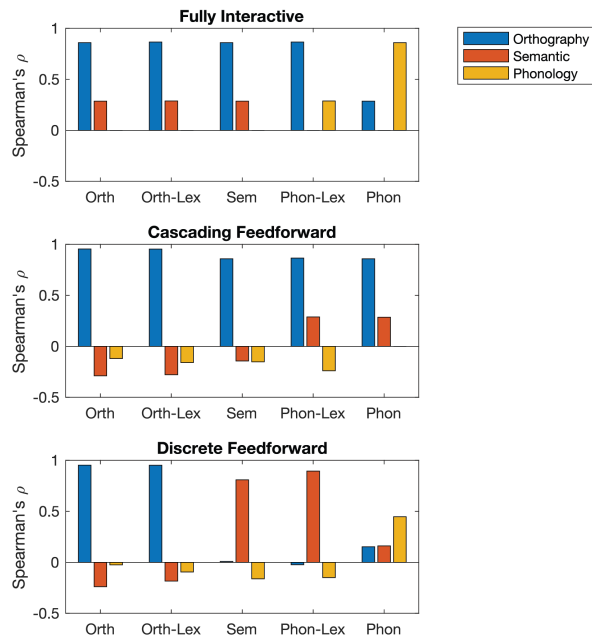 Fully Interactive
Orthography
Semantic
Phonology
1
0.5
0
-0.5
Spearman's ρ
Orth Orth-Lex Sem Phon-Lex Phon
Cascading Feedforward
1
0.5
0
-0.5
Spearman's ρ
Orth Orth-Lex Sem Phon-Lex Phon
Discrete Feedforward
1
0.5
0
-0.5
Spearman's ρ
Orth Orth-Lex Sem Phon-Lex Phon